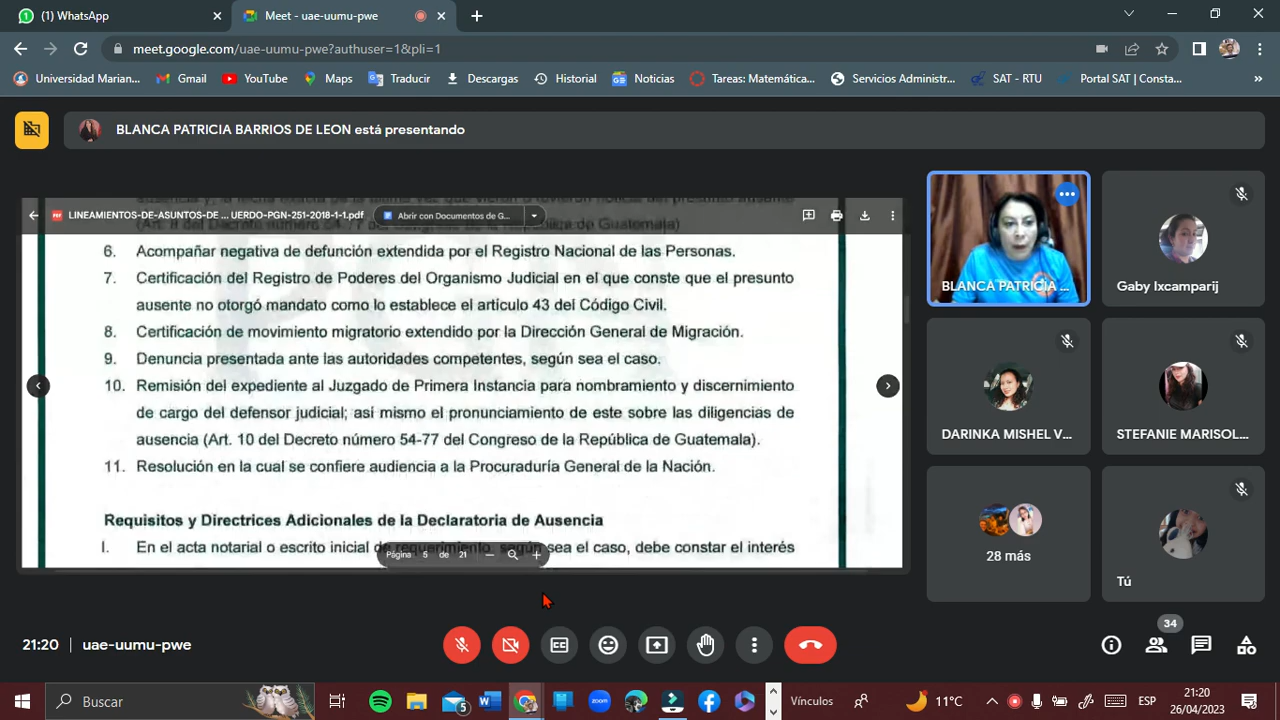 (1) WhatsApp
Meet - uae-uumu-pwe
meet.google.com/uae-uumu-pwe?authuser=1&pli=1
Universidad Marian...
Gmail
YouTube
Maps
Traducir
Descargas
Historial
Noticias
Tareas: Matemática...
Servicios Administr...
SAT - RTU
Portal SAT | Consta...
»
BLANCA PATRICIA BARRIOS DE LEON está presentando
LINEAMIENTOS-DE-ASUNTOS-DE ... UERDO-PGN-251-2018-1-1.pdf
Abrir con Documentos de G...
6. Acompañar negativa de defunción extendida por el Registro Nacional de las Personas.
7. Certificación del Registro de Poderes del Organismo Judicial en el que conste que el presunto
ausente no otorgó mandato como lo establece el artículo 43 del Código Civil.
8. Certificación de movimiento migratorio extendido por la Dirección General de Migración.
9. Denuncia presentada ante las autoridades competentes, según sea el caso.
10. Remisión del expediente al Juzgado de Primera Instancia para nombramiento y discernimiento
de cargo del defensor judicial; asi mismo el pronunciamiento de este sobre las diligencias de
ausencia (Art. 10 del Decreto número 54-77 del Congreso de la República de Guatemala).
11. Resolución en la cual se confiere audiencia a la Procuraduría General de la Nación.
Requisitos y Directrices Adicionales de la Declaratoria de Ausencia
I. En el acta notarial o escrito inicial de requerimiento, según sea el caso, debe constar el interés
Página 5 de 21
BLANCA PATRICIA ...
Gaby Ixcamparij
DARINKA MISHEL V...
STEFANIE MARISOL...
28 más
Tú
21:20 | uae-uumu-pwe
34
Buscar
5
zoom
Vínculos
11°C
ESP
21:20
26/04/2023